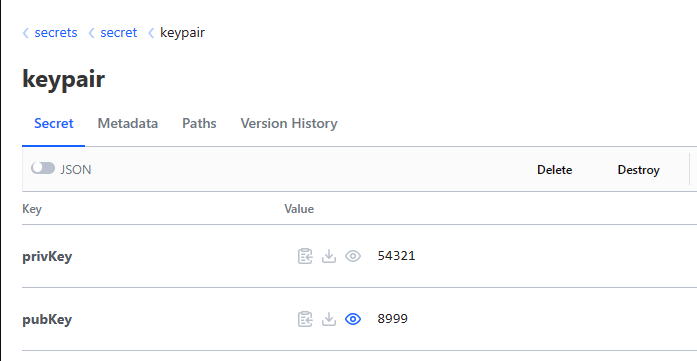 secrets secret keypair
keypair
Secret Metadata Paths Version History
JSON Delete Destroy
Key Value
privKey 54321
pubKey 8999